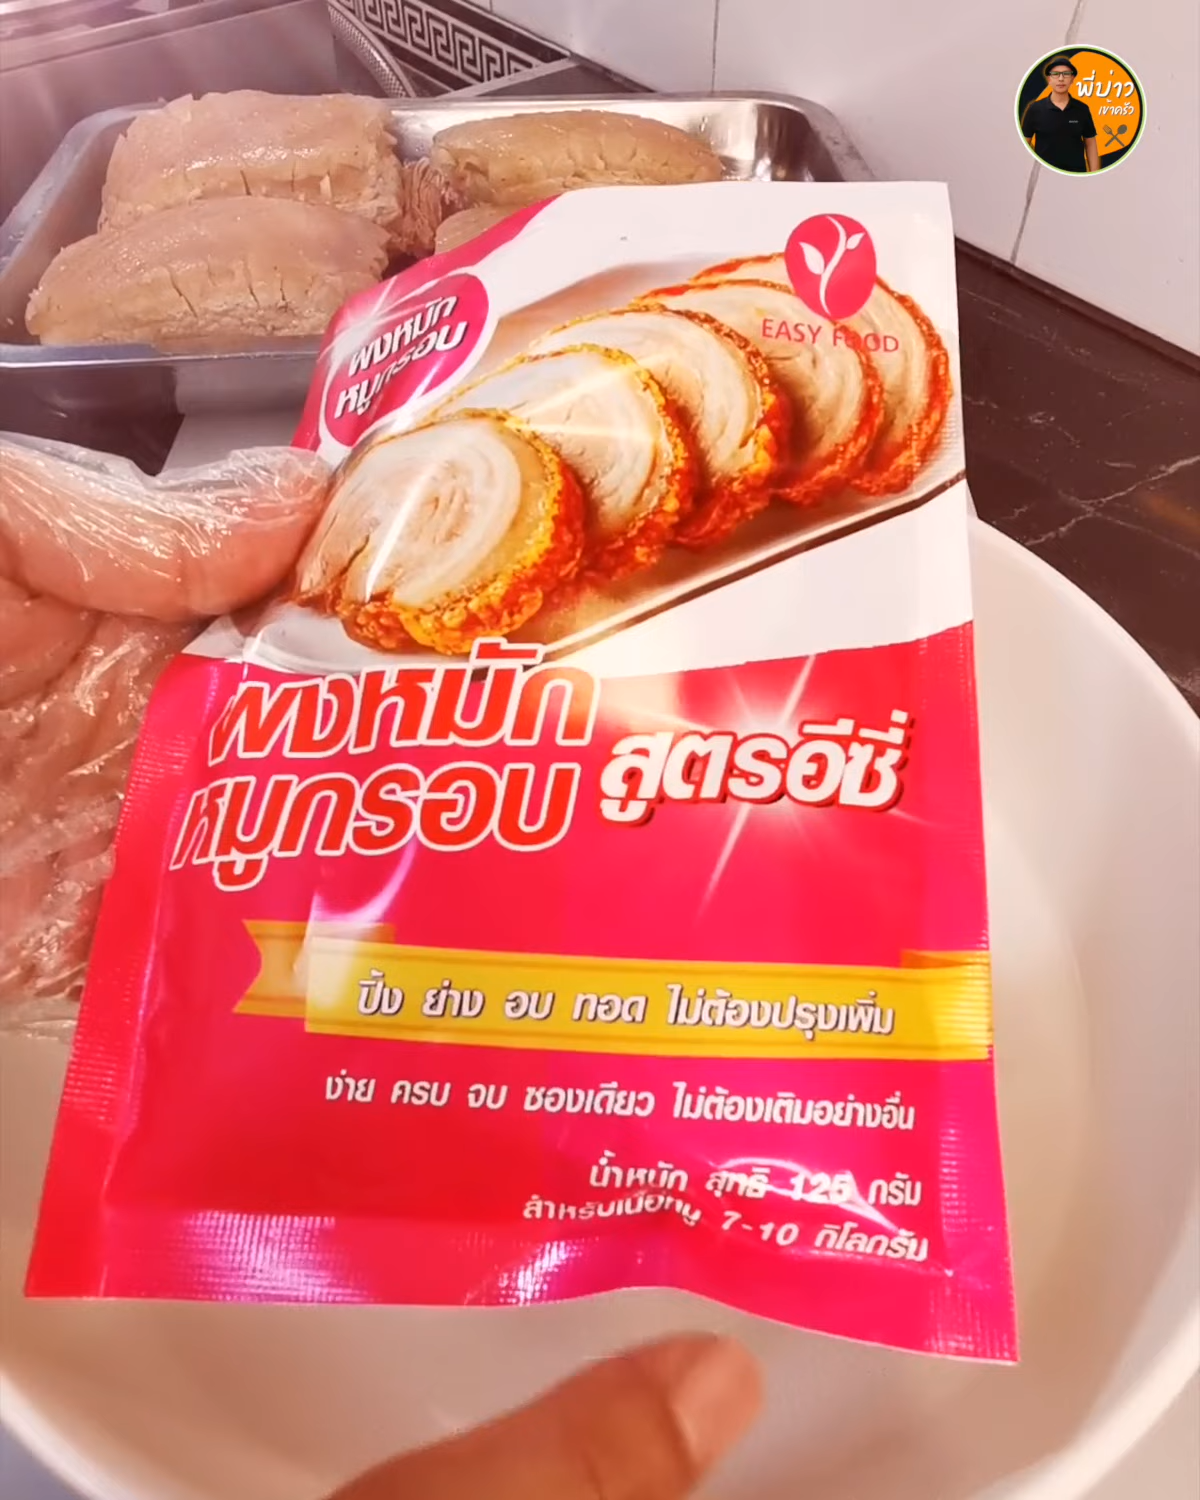 พี่บ่าว
เข้าครัว
EASY FOOD
ผงหมัก
หมูกรอบ
ผงหมัก
หมูกรอบ สูตรอีซี่
ปิ้ง ย่าง อบ ทอด ไม่ต้องปรุงเพิ่ม
ง่าย ครบ จบ ซองเดียว ไม่ต้องเติมอย่างอื่น
น้ำหนัก สุทธิ 125 กรัม
สำหรับเนื้อหมู 7-10 กิโลกรัม